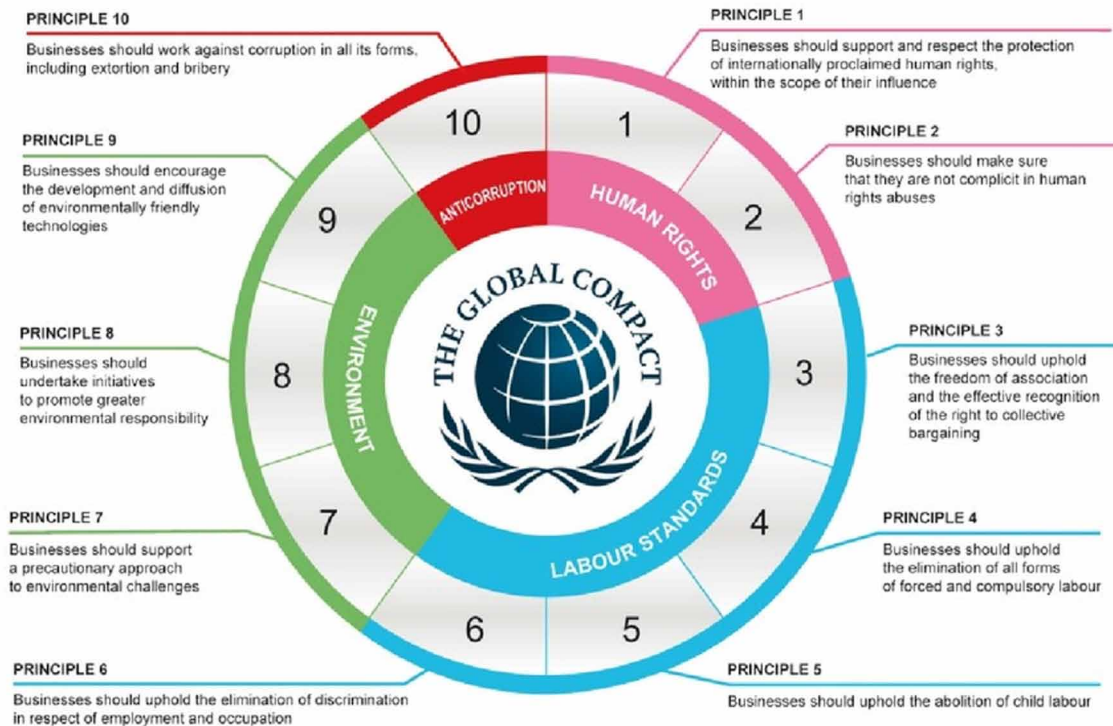 PRINCIPLE 10
Businesses should work against corruption in all its forms,
including extortion and bribery
PRINCIPLE 1
Businesses should support and respect the protection
of internationally proclaimed human rights,
within the scope of their influence
PRINCIPLE 9
Businesses should encourage
the development and diffusion
of environmentally friendly
technologies
PRINCIPLE 2
Businesses should make sure
that they are not complicit in human
rights abuses
PRINCIPLE 8
Businesses should
undertake initiatives
to promote greater
environmental responsibility
PRINCIPLE 3
Businesses should uphold
the freedom of association
and the effective recognition
of the right to collective
bargaining
PRINCIPLE 7
Businesses should support
a precautionary approach
to environmental challenges
PRINCIPLE 4
Businesses should uphold
the elimination of all forms
of forced and compulsory labour
PRINCIPLE 6
Businesses should uphold the elimination of discrimination
in respect of employment and occupation
PRINCIPLE 5
Businesses should uphold the abolition of child labour
10
1
9
2
8
3
7
4
6
5
ANTICORRUPTION
HUMAN RIGHTS
ENVIRONMENT
LABOUR STANDARDS
THE GLOBAL COMPACT